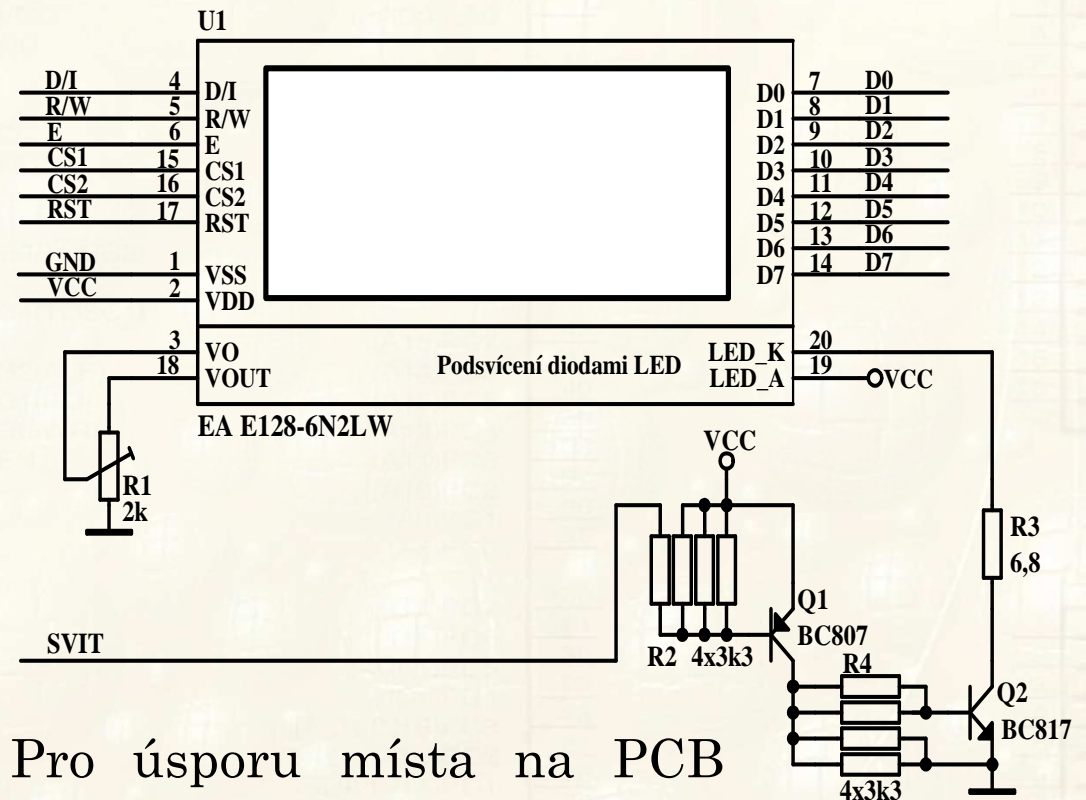 U1
D/I 4 D/I
R/W 5 R/W
E 6 E
CS1 15 CS1
CS2 16 CS2
RST 17 RST
GND 1 VSS
VCC 2 VDD
3 VO
18 VOUT
D0 7 D0
D1 8 D1
D2 9 D2
D3 10 D3
D4 11 D4
D5 12 D5
D6 13 D6
D7 14 D7
Podsvícení diodami LED
LED_K 20
LED_A 19 VCC
EA E128-6N2LW
R1
2k
VCC
R3
6,8
SVIT
R2 4x3k3
Q1
BC807
R4
4x3k3
Q2
BC817
Pro úsporu místa na PCB